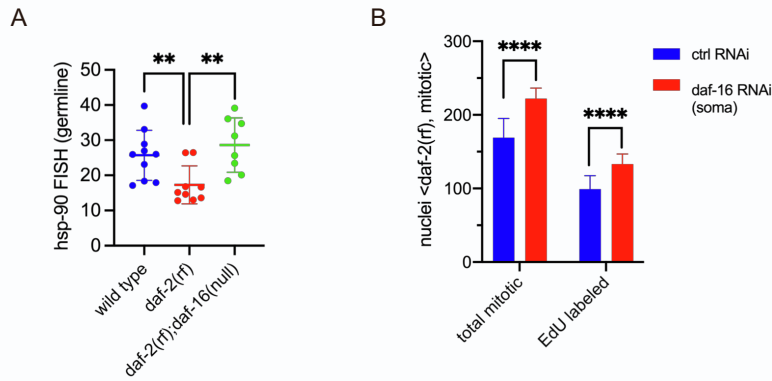 A
hsp-90 FISH (germline)
50
40
30
20
10
0
**
**
wild type
daf-2(rf)
daf-2(rf);daf-16(null)
B
nuclei <daf-2(rf), mitotic>
300
200
100
0
****
****
total mitotic
EdU labeled
ctrl RNAi
daf-16 RNAi
(soma)